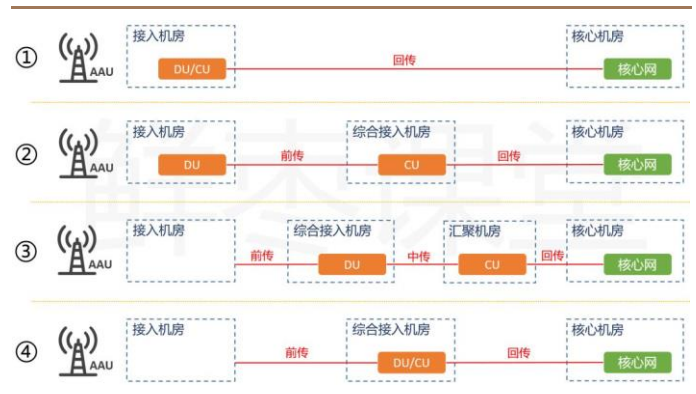 ① AAU 接入机房 DU/CU 回传 核心机房 核心网
② AAU 接入机房 DU 前传 综合接入机房 CU 回传 核心机房 核心网
③ AAU 接入机房 前传 综合接入机房 DU 中传 汇聚机房 CU 回传 核心机房 核心网
④ AAU 接入机房 前传 综合接入机房 DU/CU 回传 核心机房 核心网
鲜枣课堂